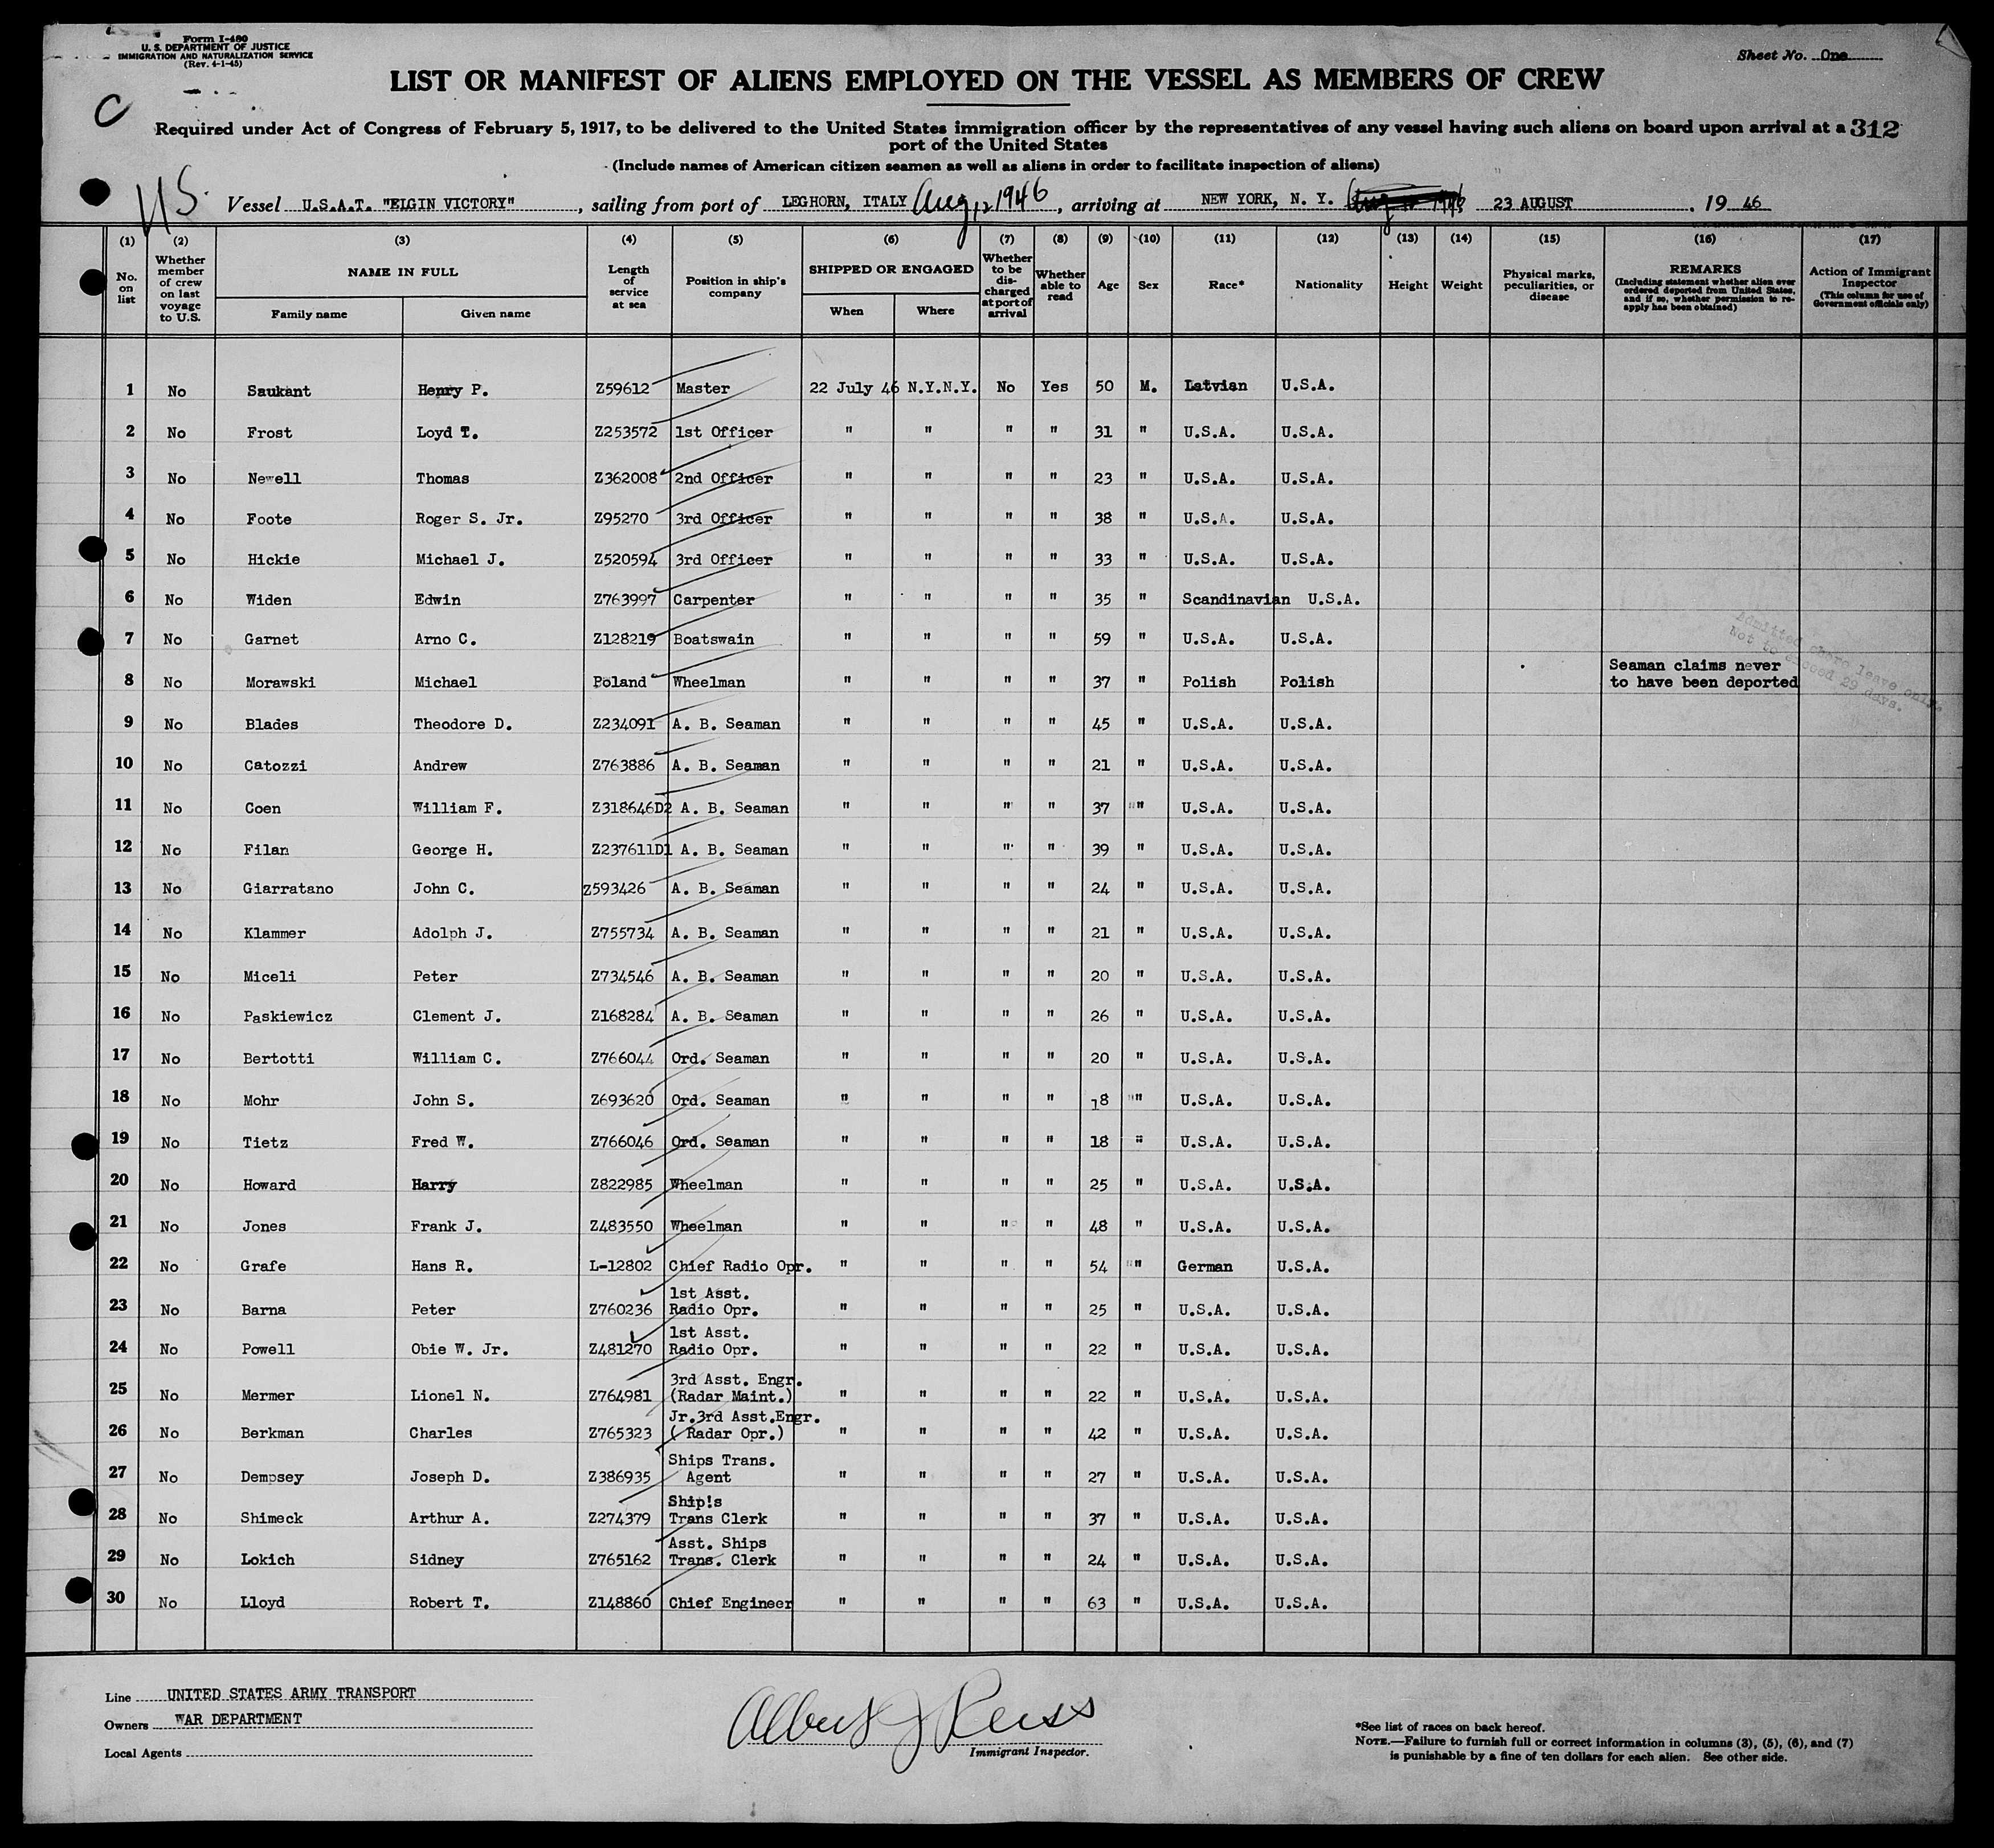 Form I-480
U. S. DEPARTMENT OF JUSTICE
IMMIGRATION AND NATURALIZATION SERVICE
(Rev. 4-1-45)
Sheet No. One
LIST OR MANIFEST OF ALIENS EMPLOYED ON THE VESSEL AS MEMBERS OF CREW
C
Required under Act of Congress of February 5, 1917, to be delivered to the United States immigration officer by the representatives of any vessel having such aliens on board upon arrival at a 312
port of the United States
(Include names of American citizen seamen as well as aliens in order to facilitate inspection of aliens)
US Vessel U.S.A.T. "ELGIN VICTORY", sailing from port of LEGHORN, ITALY Aug 12 1946, arriving at NEW YORK, N. Y. 23 AUGUST, 19 46
(1) (2) (3) (4) (5) (6) (7) (8) (9) (10) (11) (12) (13) (14) (15) (16) (17)
No. on list
Whether member of crew on last voyage to U.S.
NAME IN FULL
Family name
Given name
Length of service at sea
Position in ship's company
SHIPPED OR ENGAGED
When
Where
Whether to be discharged at port of arrival
Whether able to read
Age
Sex
Race*
Nationality
Height
Weight
Physical marks, peculiarities, or disease
REMARKS
(Including statement whether alien ever ordered deported from United States, and if so, whether permission to reapply has been obtained)
Action of Immigrant Inspector
(This column for use of Government officials only)
1 No Saukant Henry P. Z59612 Master 22 July 46 N.Y.N.Y. No Yes 50 M. Latvian U.S.A.
2 No Frost Loyd T. Z253572 1st Officer " " " " 31 " U.S.A. U.S.A.
3 No Newell Thomas Z362008 2nd Officer " " " " 23 " U.S.A. U.S.A.
4 No Foote Roger S. Jr. Z95270 3rd Officer " " " " 38 " U.S.A. U.S.A.
5 No Hickie Michael J. Z520594 3rd Officer " " " " 33 " U.S.A. U.S.A.
6 No Widen Edwin Z763997 Carpenter " " " " 35 " Scandinavian U.S.A.
7 No Garnet Arno C. Z128219 Boatswain " " " " 59 " U.S.A. U.S.A.
8 No Morawski Michael Poland Wheelman " " " " 37 " Polish Polish Seaman claims never to have been deported
Admitted shore leave only
Not to exceed 29 days.
9 No Blades Theodore D. Z234091 A. B. Seaman " " " " 45 " U.S.A. U.S.A.
10 No Catozzi Andrew Z763886 A. B. Seaman " " " " 21 " U.S.A. U.S.A.
11 No Coen William F. Z318646D2 A. B. Seaman " " " " 37 " U.S.A. U.S.A.
12 No Filan George H. Z237611D1 A. B. Seaman " " " " 39 " U.S.A. U.S.A.
13 No Giarratano John C. Z593426 A. B. Seaman " " " " 24 " U.S.A. U.S.A.
14 No Klammer Adolph J. Z755734 A. B. Seaman " " " " 21 " U.S.A. U.S.A.
15 No Miceli Peter Z734546 A. B. Seaman " " " " 20 " U.S.A. U.S.A.
16 No Paskiewicz Clement J. Z168284 A. B. Seaman " " " " 26 " U.S.A. U.S.A.
17 No Bertotti William C. Z766044 Ord. Seaman " " " " 20 " U.S.A. U.S.A.
18 No Mohr John S. Z693620 Ord. Seaman " " " " 18 " U.S.A. U.S.A.
19 No Tietz Fred W. Z766046 Ord. Seaman " " " " 18 " U.S.A. U.S.A.
20 No Howard Harry Z822985 Wheelman " " " " 25 " U.S.A. U.S.A.
21 No Jones Frank J. Z483550 Wheelman " " " " 48 " U.S.A. U.S.A.
22 No Grafe Hans R. L-12802 Chief Radio Opr. " " " " 54 " German U.S.A.
23 No Barna Peter Z760236 1st Asst. Radio Opr. " " " " 25 " U.S.A. U.S.A.
24 No Powell Obie W. Jr. Z481270 1st Asst. Radio Opr. " " " " 22 " U.S.A. U.S.A.
25 No Mermer Lionel N. Z764981 3rd Asst. Engr. (Radar Maint.) " " " " 22 " U.S.A. U.S.A.
26 No Berkman Charles Z765323 Jr.3rd Asst.Engr. ( Radar Opr.) " " " " 42 " U.S.A. U.S.A.
27 No Dempsey Joseph D. Z386935 Ships Trans. Agent " " " " 27 " U.S.A. U.S.A.
28 No Shimeck Arthur A. Z274379 Ship!s Trans Clerk " " " " 37 " U.S.A. U.S.A.
29 No Lokich Sidney Z765162 Asst. Ships Trans. Clerk " " " " 24 " U.S.A. U.S.A.
30 No Lloyd Robert T. Z148860 Chief Engineer " " " " 63 " U.S.A. U.S.A.
Line UNITED STATES ARMY TRANSPORT
Owners WAR DEPARTMENT
Local Agents
Albert J Reiss
Immigrant Inspector.
*See list of races on back hereof.
NOTE.—Failure to furnish full or correct information in columns (3), (5), (6), and (7)
is punishable by a fine of ten dollars for each alien. See other side.